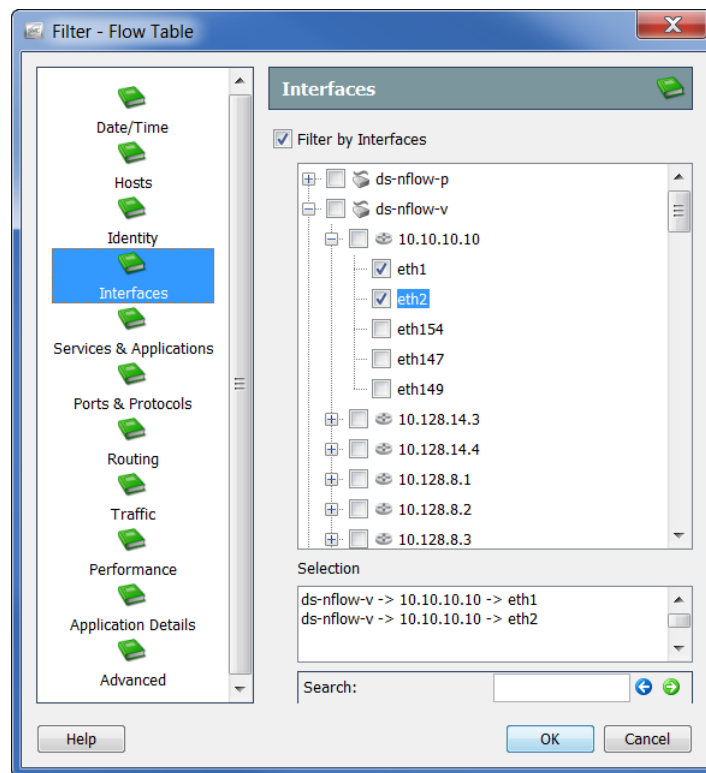 Filter - Flow Table
Date/Time
Hosts
Identity
Interfaces
Services & Applications
Ports & Protocols
Routing
Traffic
Performance
Application Details
Advanced
Interfaces
Filter by Interfaces
ds-nflow-p
ds-nflow-v
10.10.10.10
eth1
eth2
eth154
eth147
eth149
10.128.14.3
10.128.14.4
10.128.8.1
10.128.8.2
10.128.8.3
Selection
ds-nflow-v -> 10.10.10.10 -> eth1
ds-nflow-v -> 10.10.10.10 -> eth2
Search:
Help
OK
Cancel